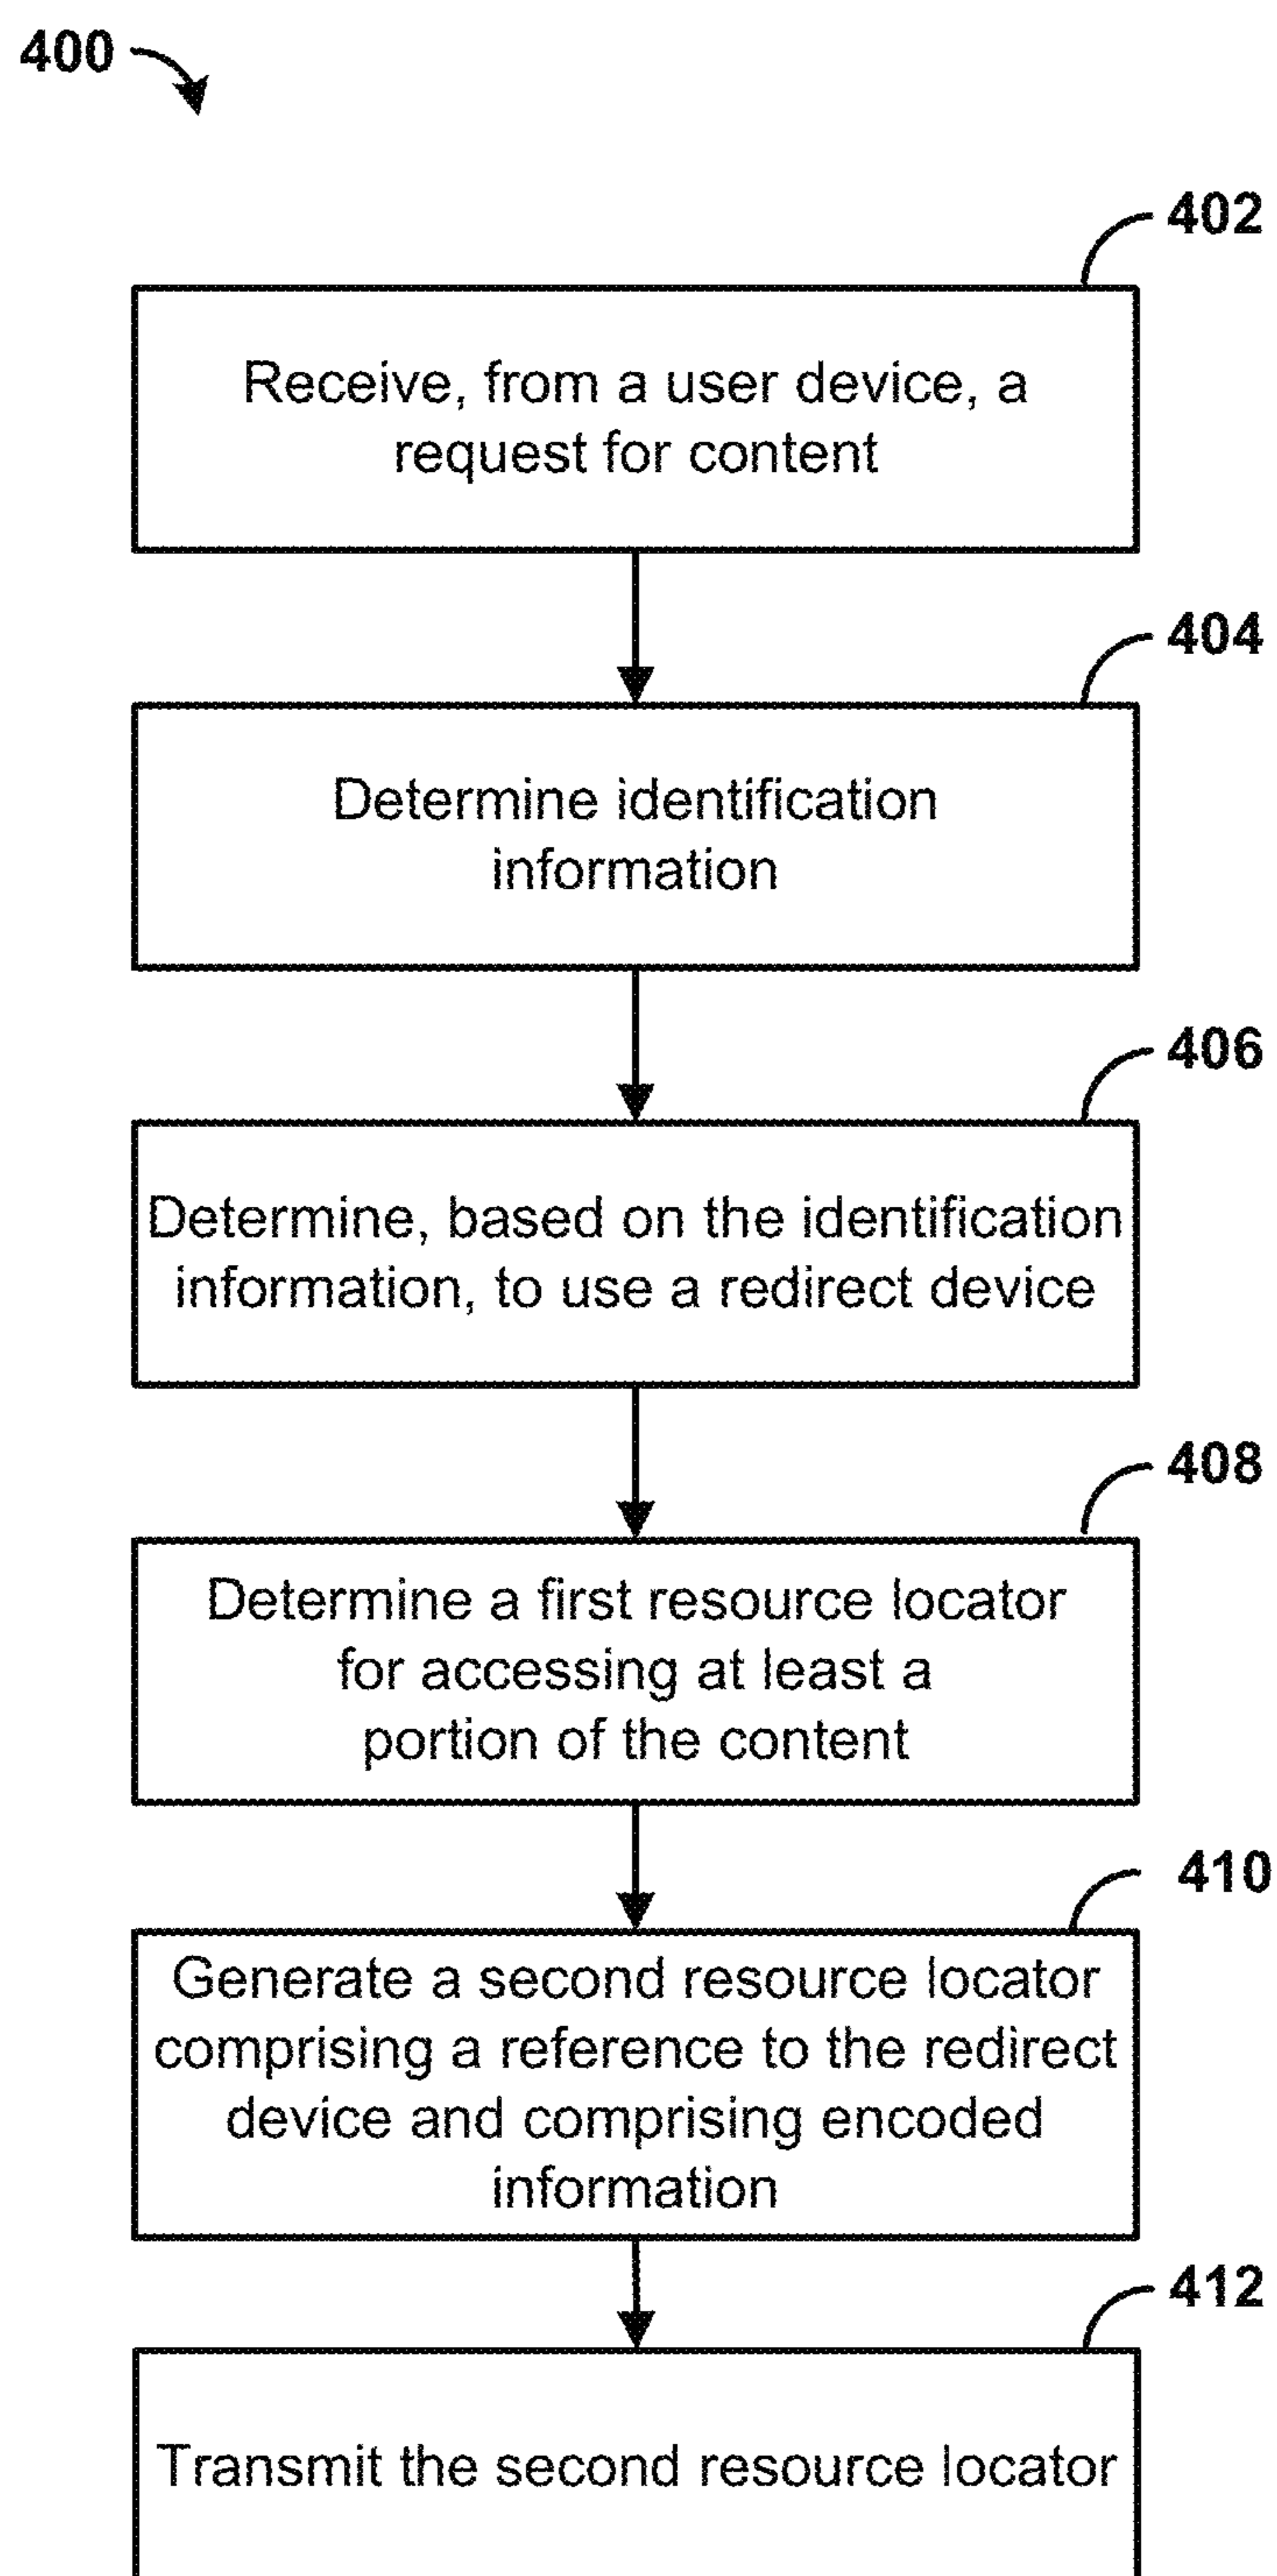 400
402
Receive, from a user device, a
request for content
404
Determine identification
information
406
Determine, based on the identification
information, to use a redirect device
408
Determine a first resource locator
for accessing at least a
portion of the content
410
Generate a second resource locator
comprising a reference to the redirect
device and comprising encoded
information
412
Transmit the second resource locator